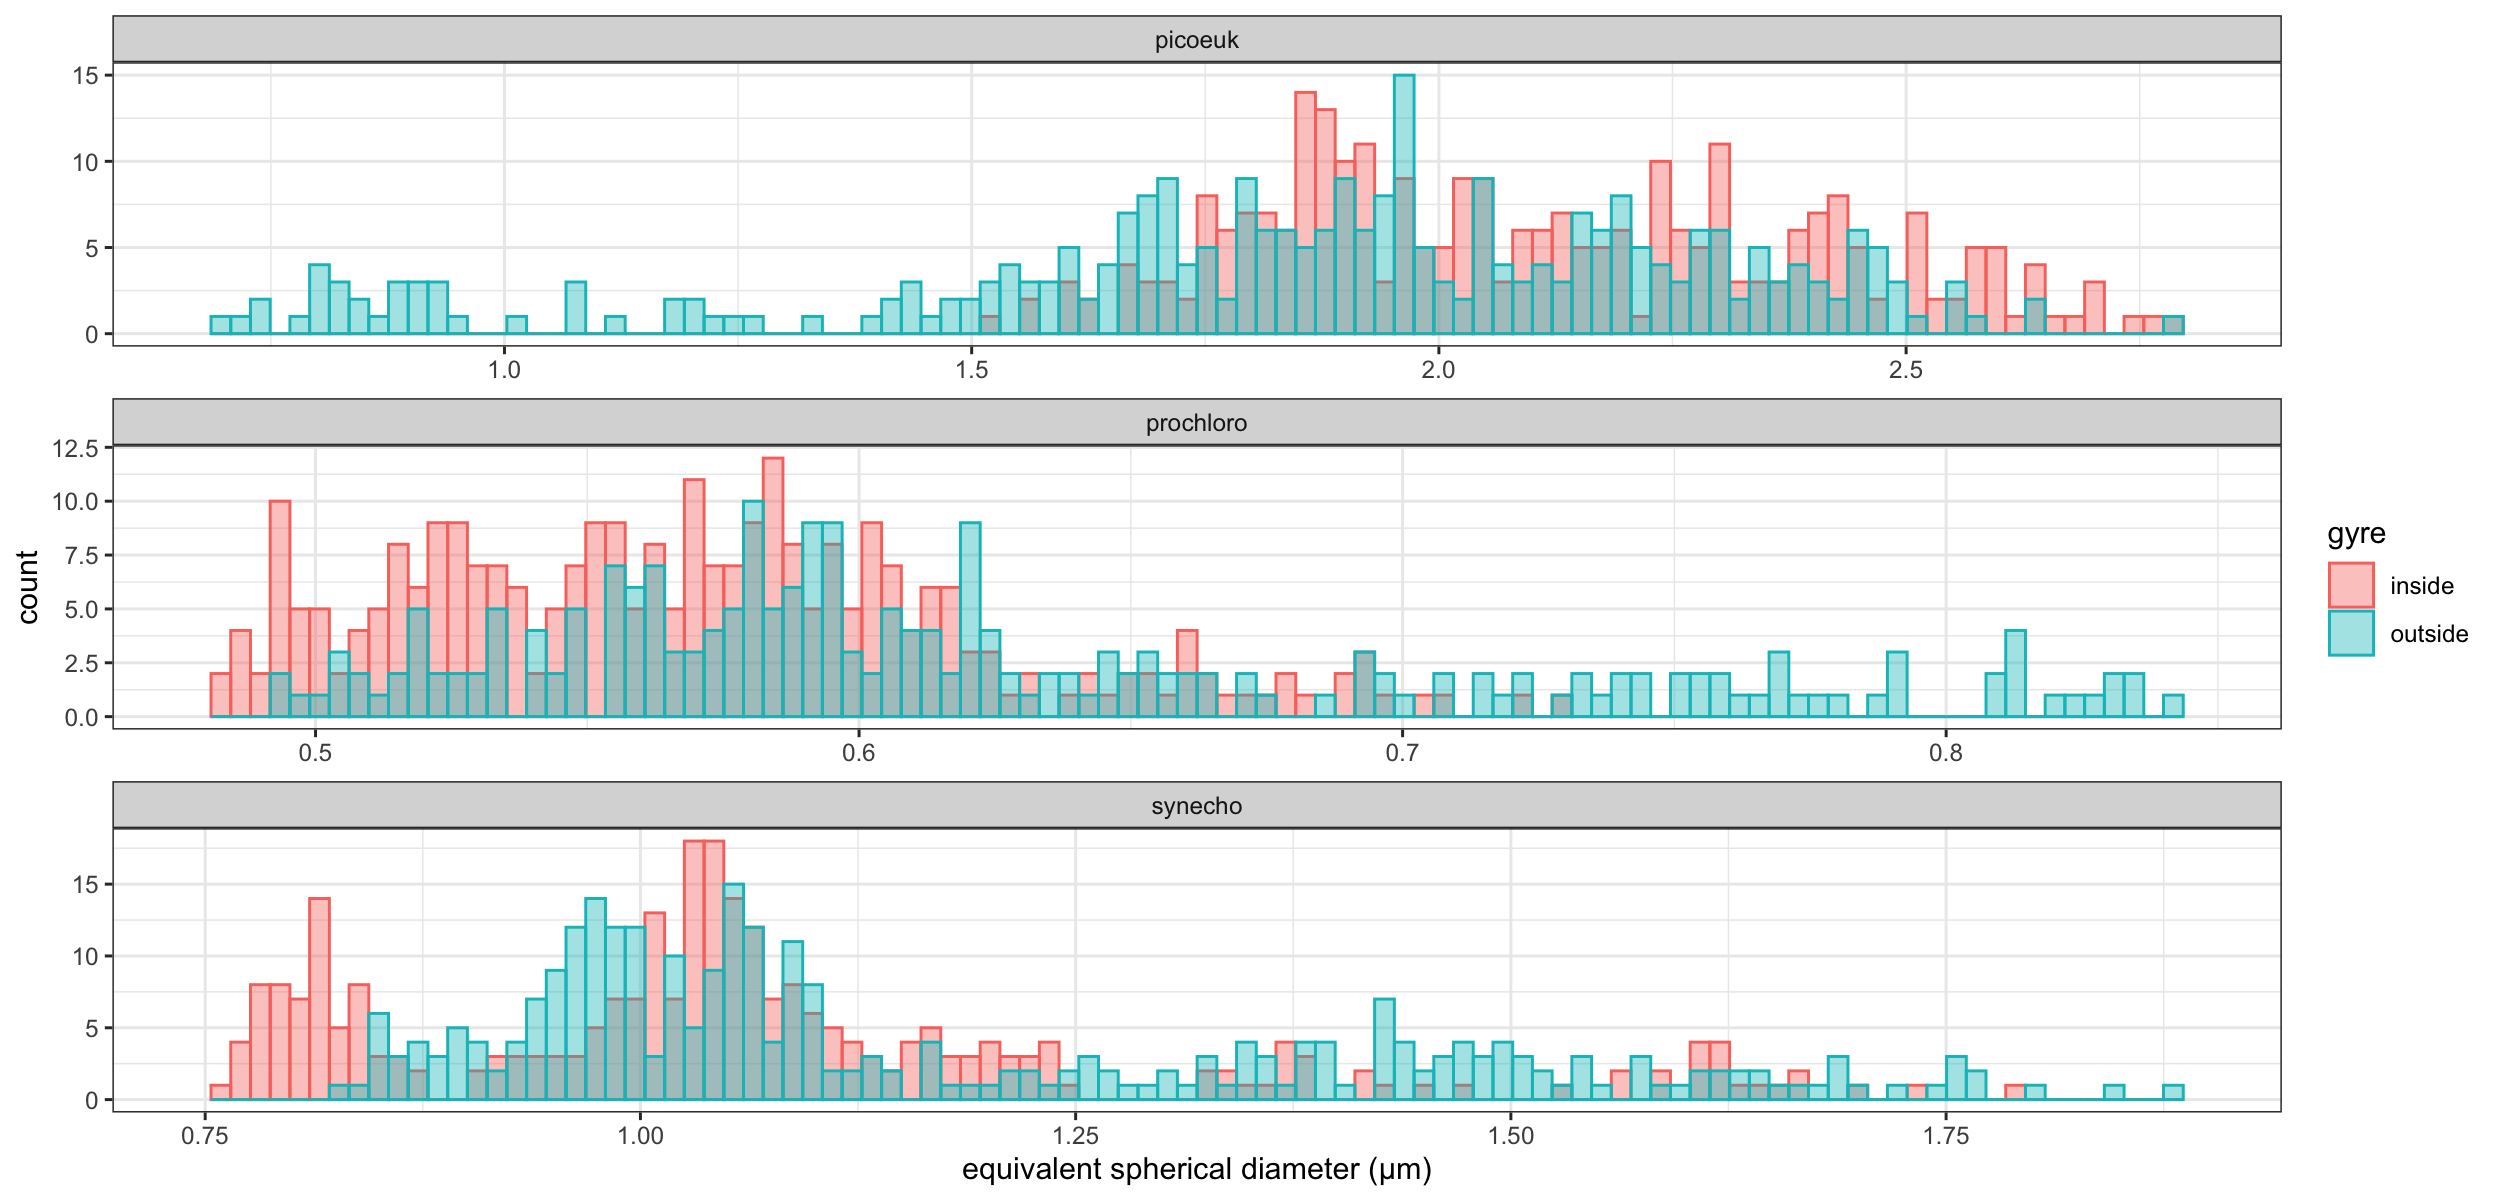 picoeuk
15
10
5
0
1.0 1.5 2.0 2.5
prochloro
12.5
10.0
7.5
5.0
2.5
0.0
0.5 0.6 0.7 0.8
synecho
15
10
5
0
0.75 1.00 1.25 1.50 1.75
equivalent spherical diameter (μm)
count
gyre
inside
outside